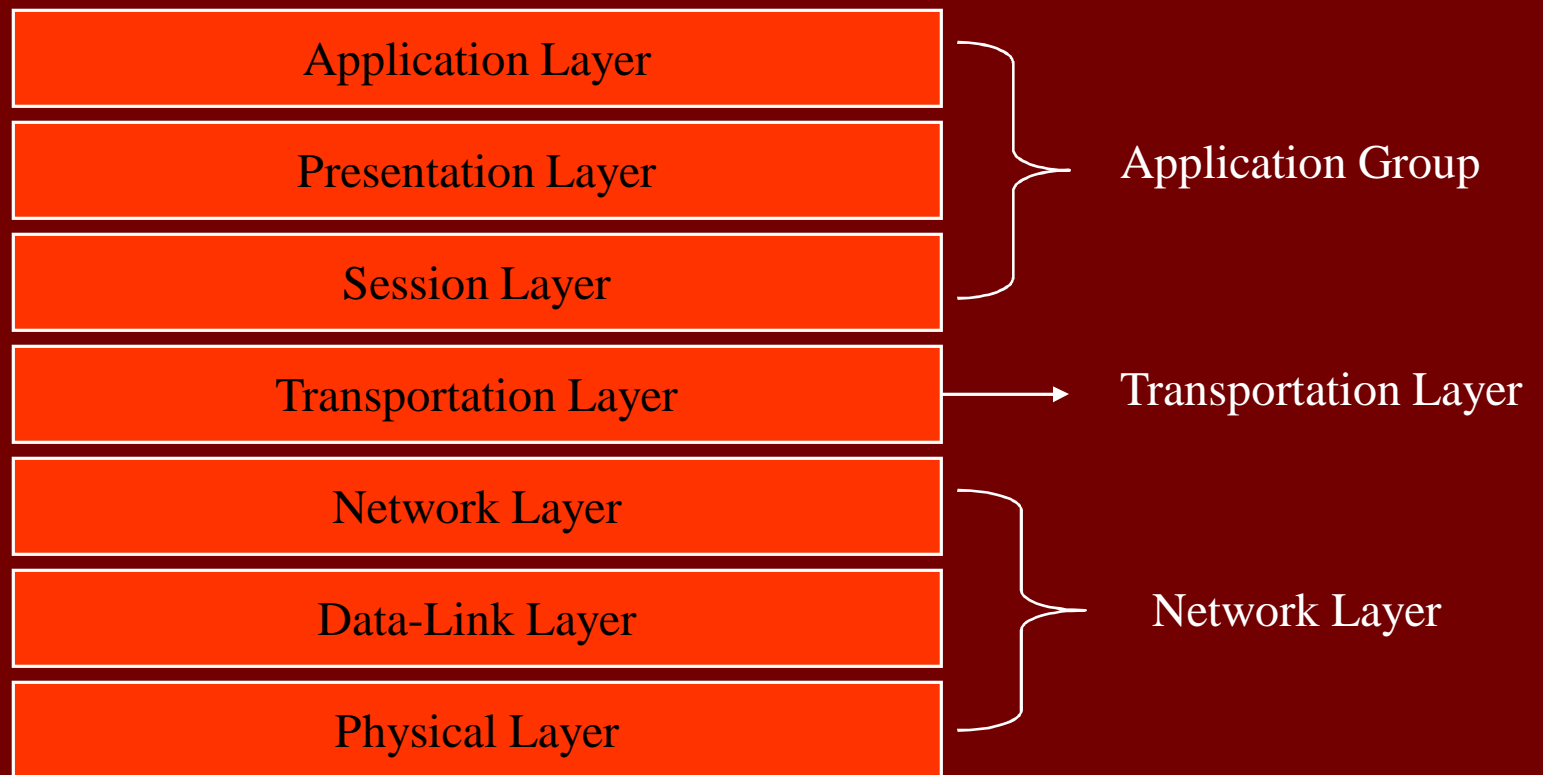 Application Layer
Presentation Layer
Application Group
Session Layer
Transportation Layer
Transportation Layer
Network Layer
Data-Link Layer
Network Layer
Physical Layer